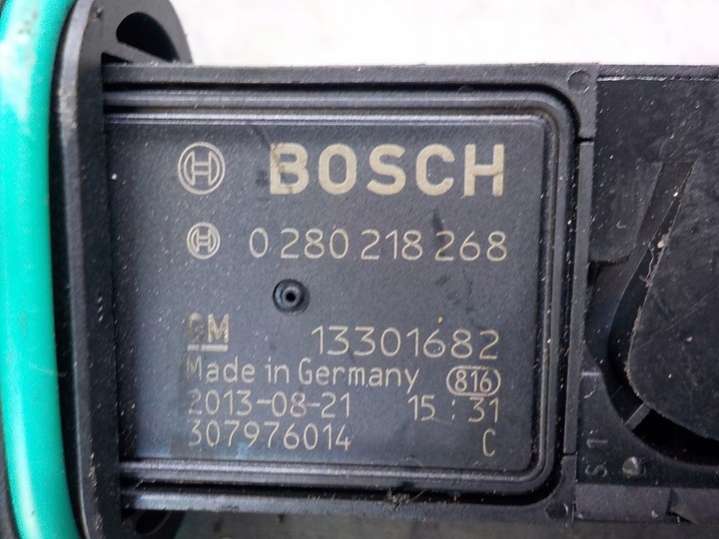 BOSCH
0 280 218 268
GM
13301682
Made in Germany 816
2013-08-21 15:31
307976014 C